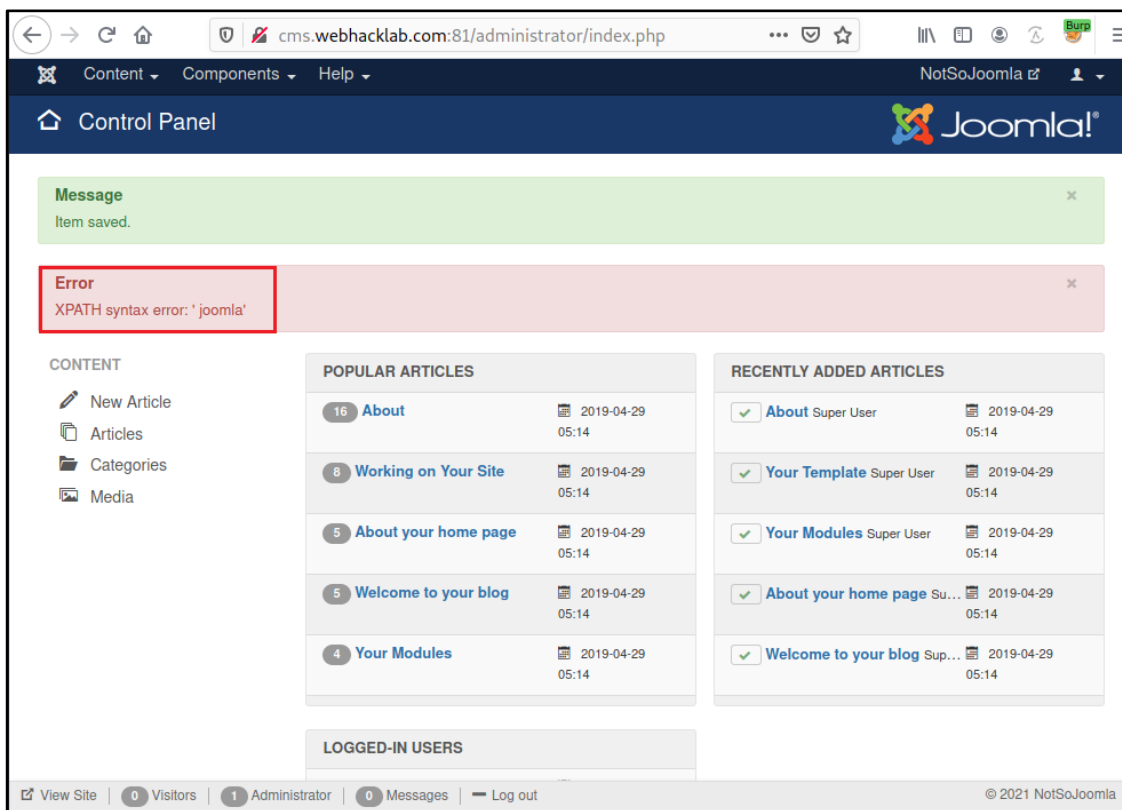 cms.webhacklab.com:81/administrator/index.php
Burp
Content Components Help NotSoJoomla
Control Panel Joomla!®
Message
Item saved.
Error
XPATH syntax error: ' joomla'
CONTENT
New Article
Articles
Categories
Media
POPULAR ARTICLES
16 About 2019-04-29
05:14
8 Working on Your Site 2019-04-29
05:14
5 About your home page 2019-04-29
05:14
5 Welcome to your blog 2019-04-29
05:14
4 Your Modules 2019-04-29
05:14
RECENTLY ADDED ARTICLES
About Super User 2019-04-29
05:14
Your Template Super User 2019-04-29
05:14
Your Modules Super User 2019-04-29
05:14
About your home page Su... 2019-04-29
05:14
Welcome to your blog Sup... 2019-04-29
05:14
LOGGED-IN USERS
View Site 0 Visitors 1 Administrator 0 Messages Log out © 2021 NotSoJoomla